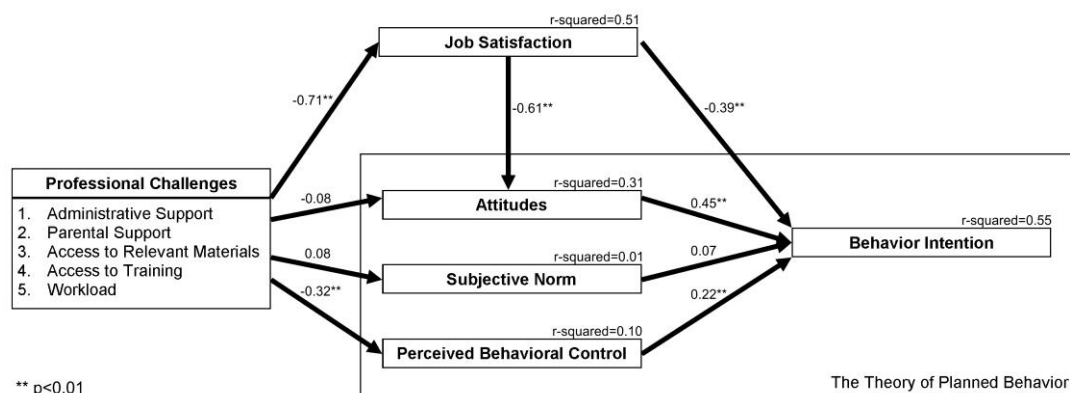 r-squared=0.51
Job Satisfaction
-0.71**
-0.61**
-0.39**
Professional Challenges
1. Administrative Support
2. Parental Support
3. Access to Relevant Materials
4. Access to Training
5. Workload
-0.08
0.08
-0.32**
r-squared=0.31
Attitudes
0.45**
r-squared=0.01
Subjective Norm
0.07
r-squared=0.10
Perceived Behavioral Control
0.22**
r-squared=0.55
Behavior Intention
** p<0.01
The Theory of Planned Behavior